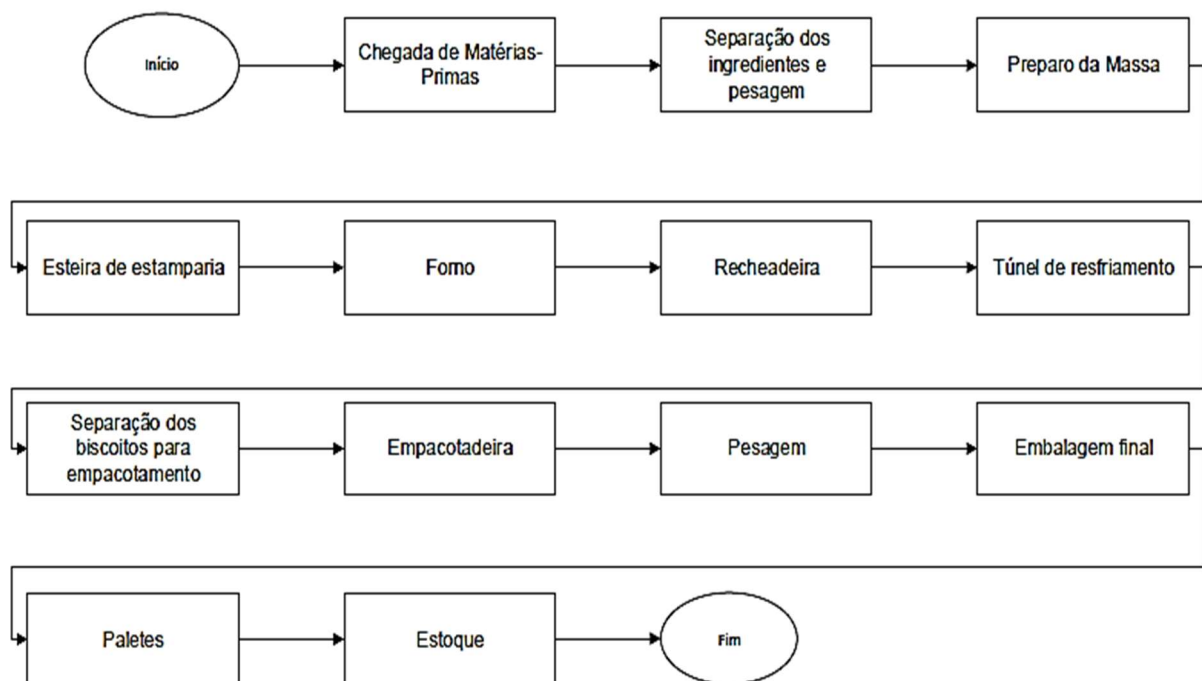 Início
Chegada de Matérias-
Primas
Separação dos
ingredientes e
pesagem
Preparo da Massa
Esteira de estamparia
Forno
Recheadeira
Túnel de resfriamento
Separação dos
biscoitos para
empacotamento
Empacotadeira
Pesagem
Embalagem final
Paletes
Estoque
Fim